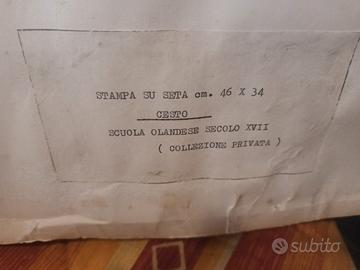 STAMPA SU SETA cm. 46 X 34
CESTO
SCUOLA OLANDESE SECOLO XVII
( COLLEZIONE PRIVATA )
subito